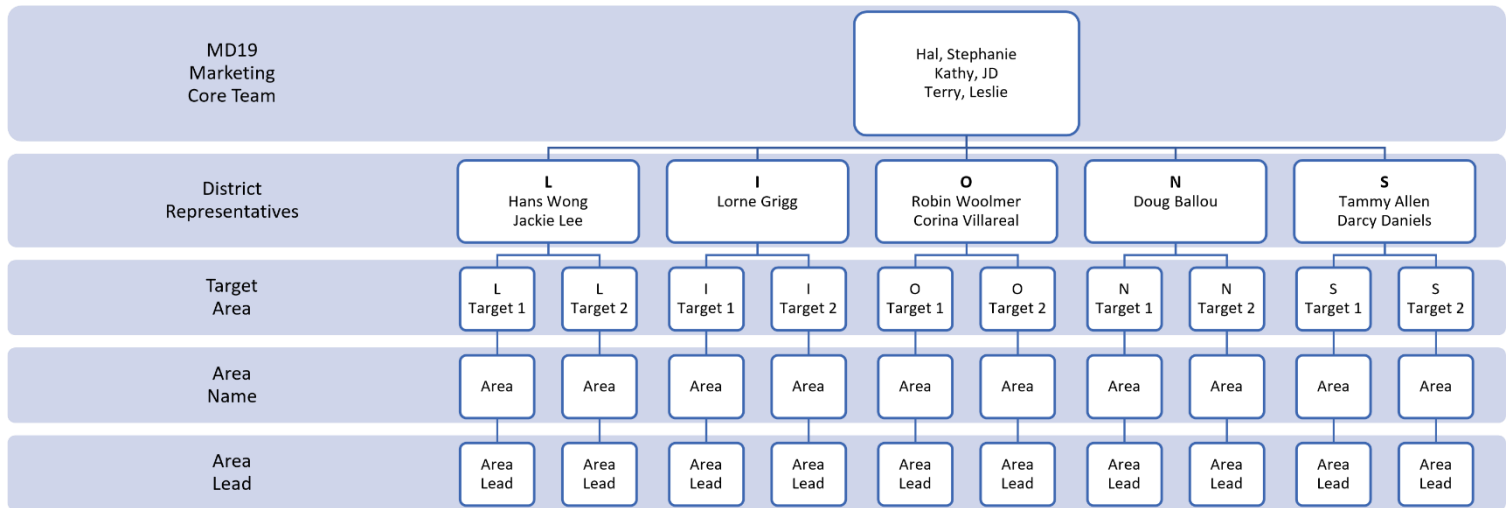 MD19
Marketing
Core Team
Hal, Stephanie
Kathy, JD
Terry, Leslie
District
Representatives
L
Hans Wong
Jackie Lee
I
Lorne Grigg
O
Robin Woolmer
Corina Villareal
N
Doug Ballou
S
Tammy Allen
Darcy Daniels
Target
Area
L
Target 1
L
Target 2
I
Target 1
I
Target 2
O
Target 1
O
Target 2
N
Target 1
N
Target 2
S
Target 1
S
Target 2
Area
Name
Area
Area
Area
Area
Area
Area
Area
Area
Area
Area
Area
Lead
Area
Lead
Area
Lead
Area
Lead
Area
Lead
Area
Lead
Area
Lead
Area
Lead
Area
Lead
Area
Lead
Area
Lead